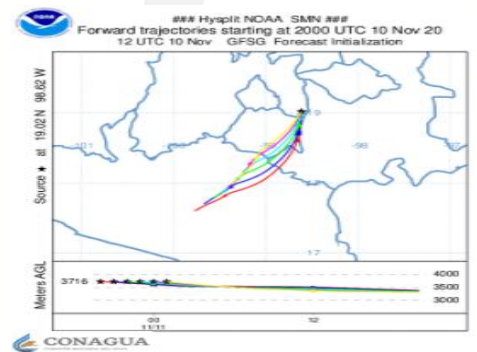 ### Hysplit NOAA SMN ###
Forward trajectories starting at 2000 UTC 10 Nov 20
12 UTC 10 Nov GFSG Forecast Initialization
Source ★ at 19.02 N 98.62 W
19
-101
-98
-97
17
Meters AGL
3716
4000
3500
3000
00
12
11/11
CONAGUA